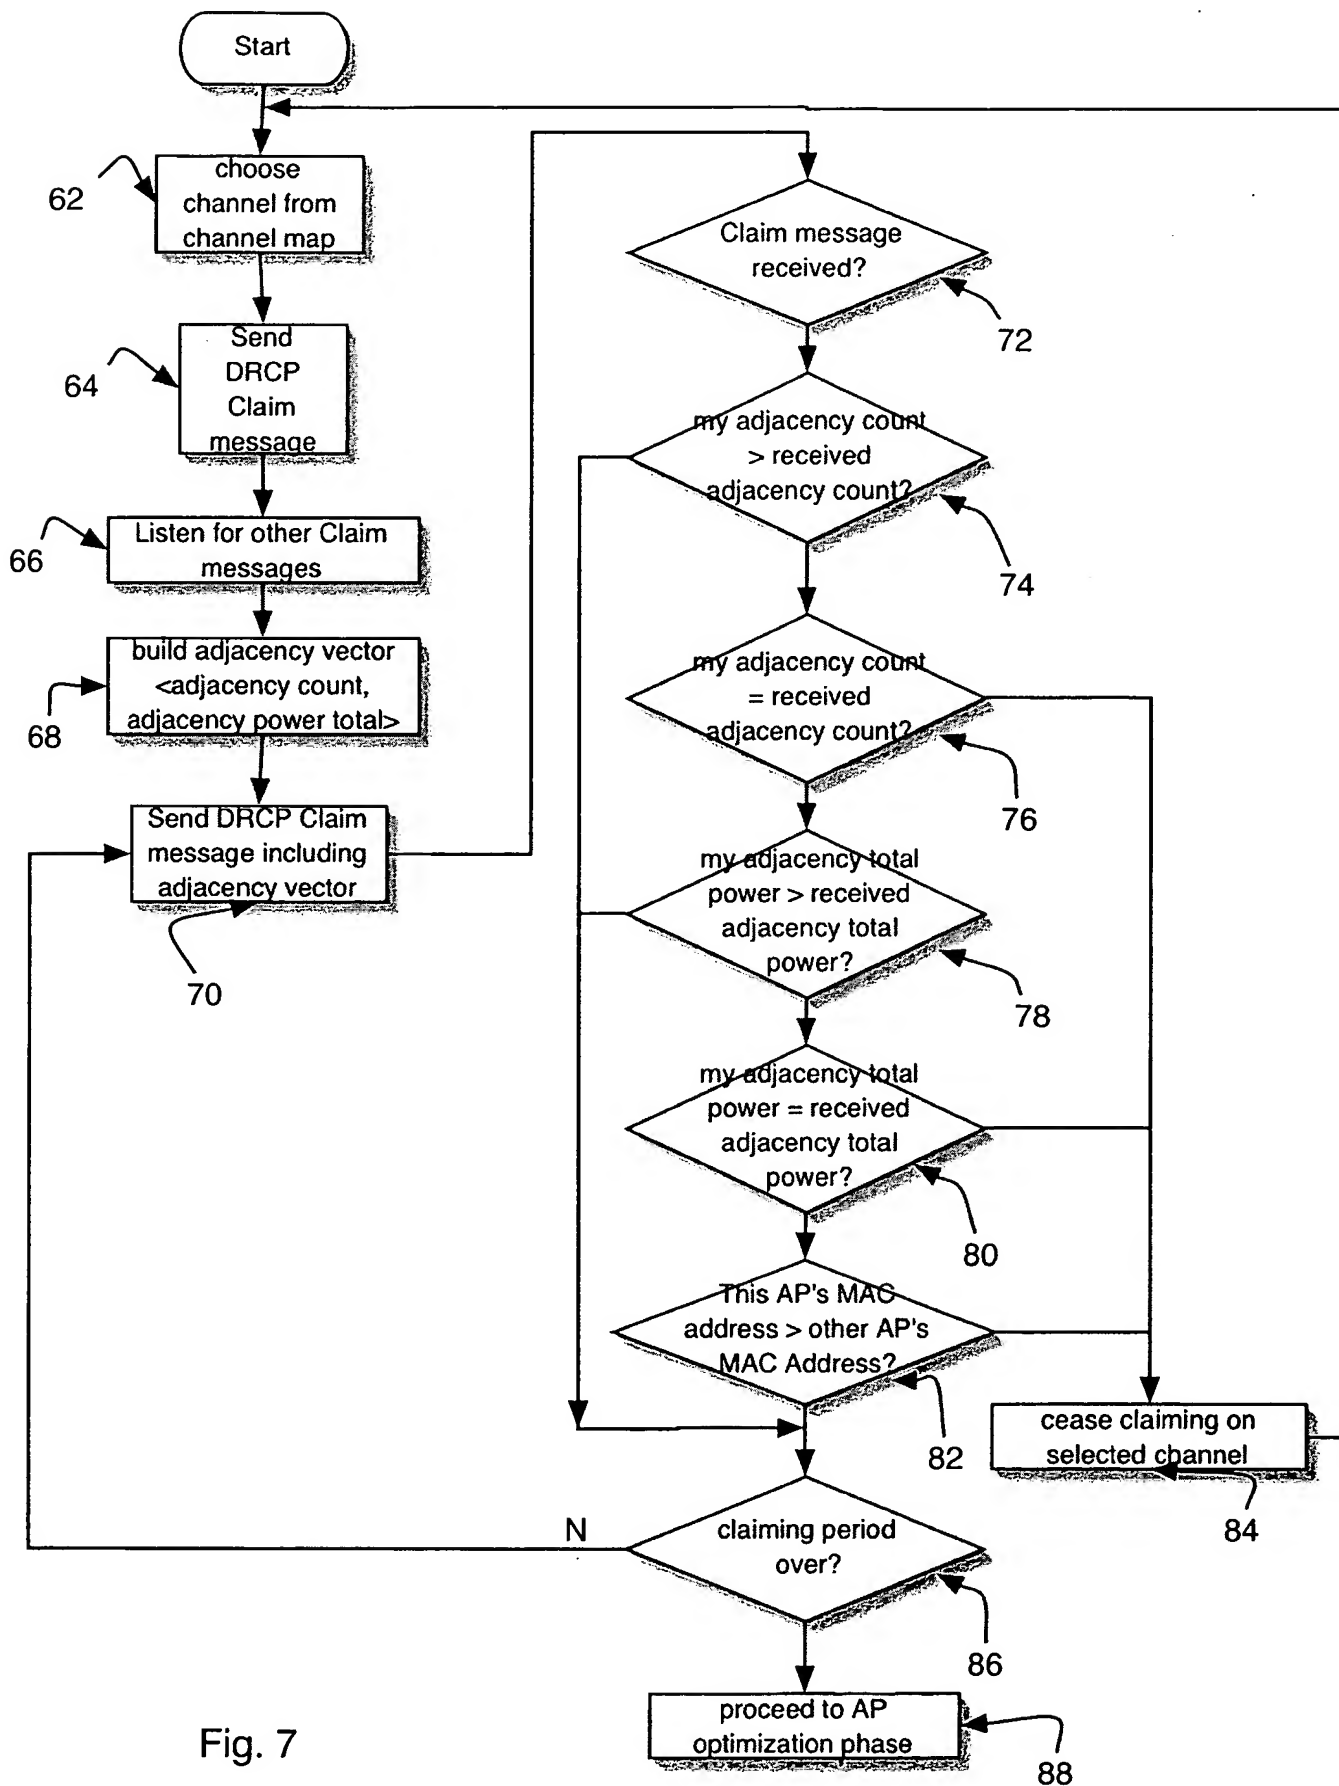 Start
62
choose
channel from
channel map
64
Send
DRCP
Claim
message
66
Listen for other Claim
messages
68
build adjacency vector
<adjacency count,
adjacency power total>
Send DRCP Claim
message including
adjacency vector
70
Claim message
received?
72
my adjacency count
> received
adjacency count?
74
my adjacency count
= received
adjacency count?
76
my adjacency total
power > received
adjacency total
power?
78
my adjacency total
power = received
adjacency total
power?
80
This AP's MAC
address > other AP's
MAC Address?
82
cease claiming on
selected channel
84
N
claiming period
over?
86
proceed to AP
optimization phase
88
Fig. 7